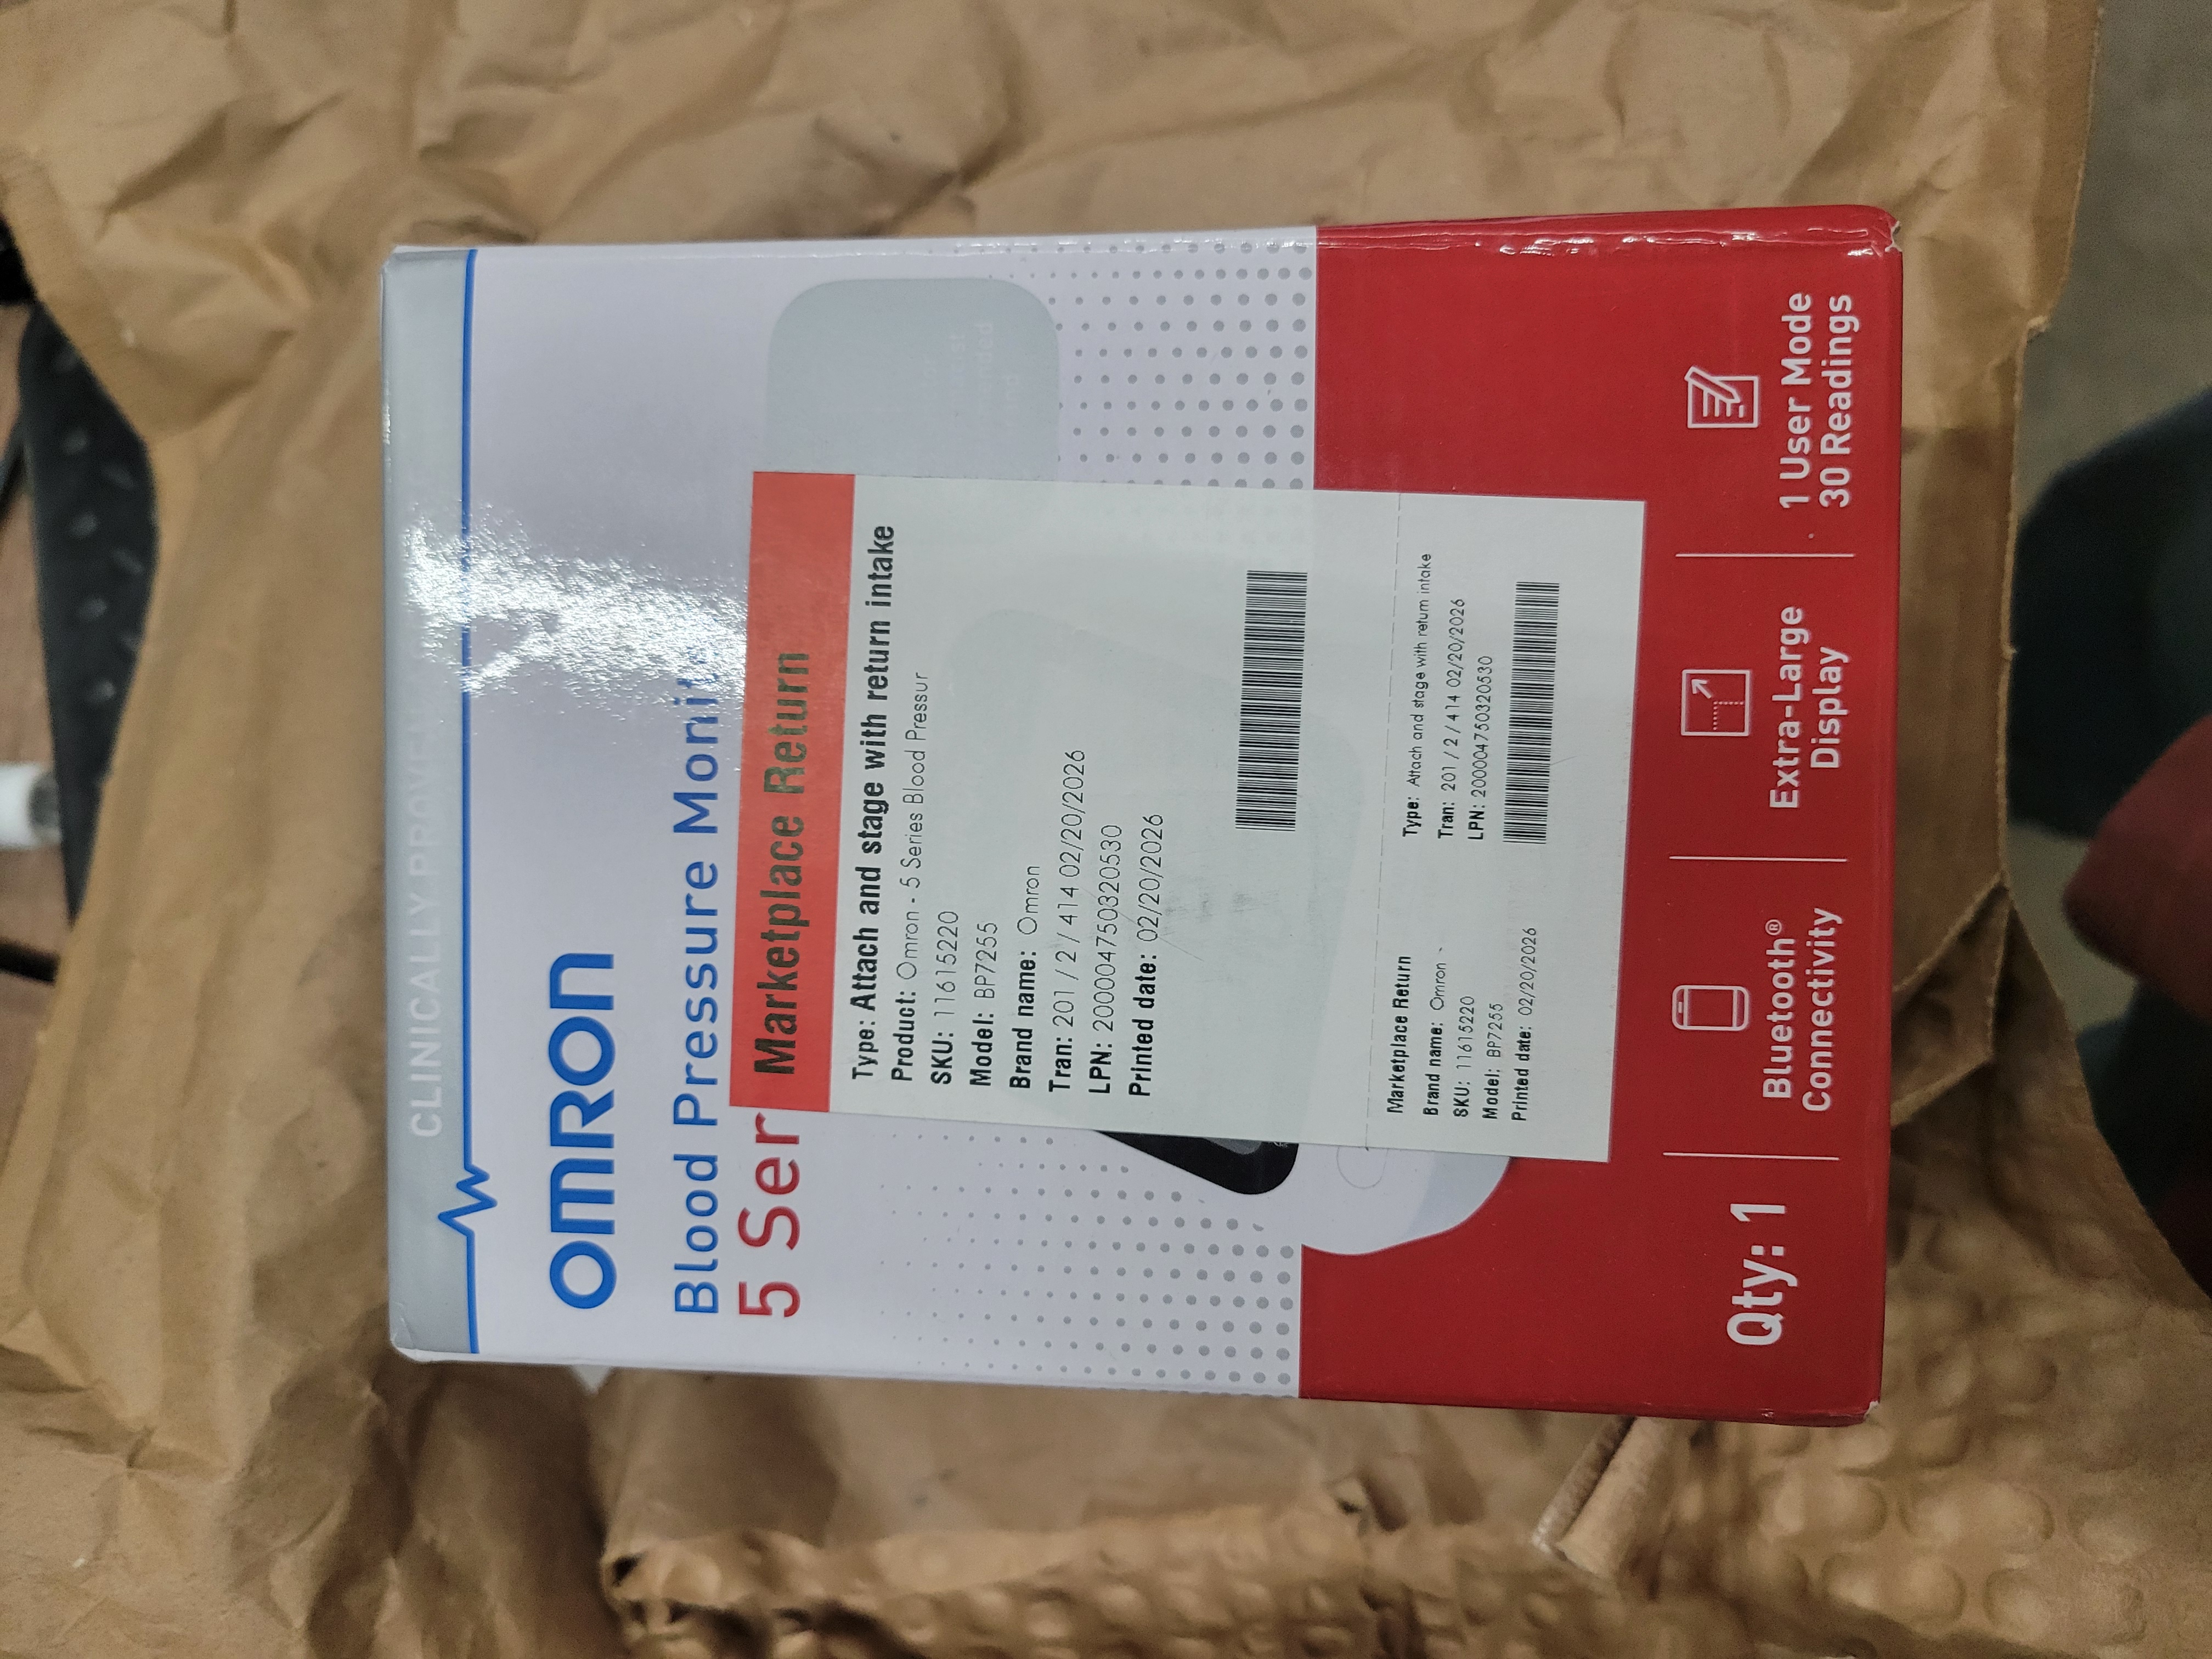 CLINICALLY PROVEN
OMRON
Blood Pressure Monit
5 Ser
Marketplace Return
Type: Attach and stage with return intake
Product: Omron - 5 Series Blood Pressur
SKU: 11615220
Model: BP7255
Brand name: Omron
Tran: 201 / 2 / 414 02/20/2026
LPN: 20000475032​0530
Printed date: 02/20/2026
Marketplace Return
Brand name: Omron
SKU: 11615220
Model: BP7255
Printed date: 02/20/2026
Type: Attach and stage with return intake
Tran: 201 / 2 / 414 02/20/2026
LPN: 200004750320530
Qty: 1
Bluetooth®
Connectivity
Extra-Large
Display
1 User Mode
30 Readings